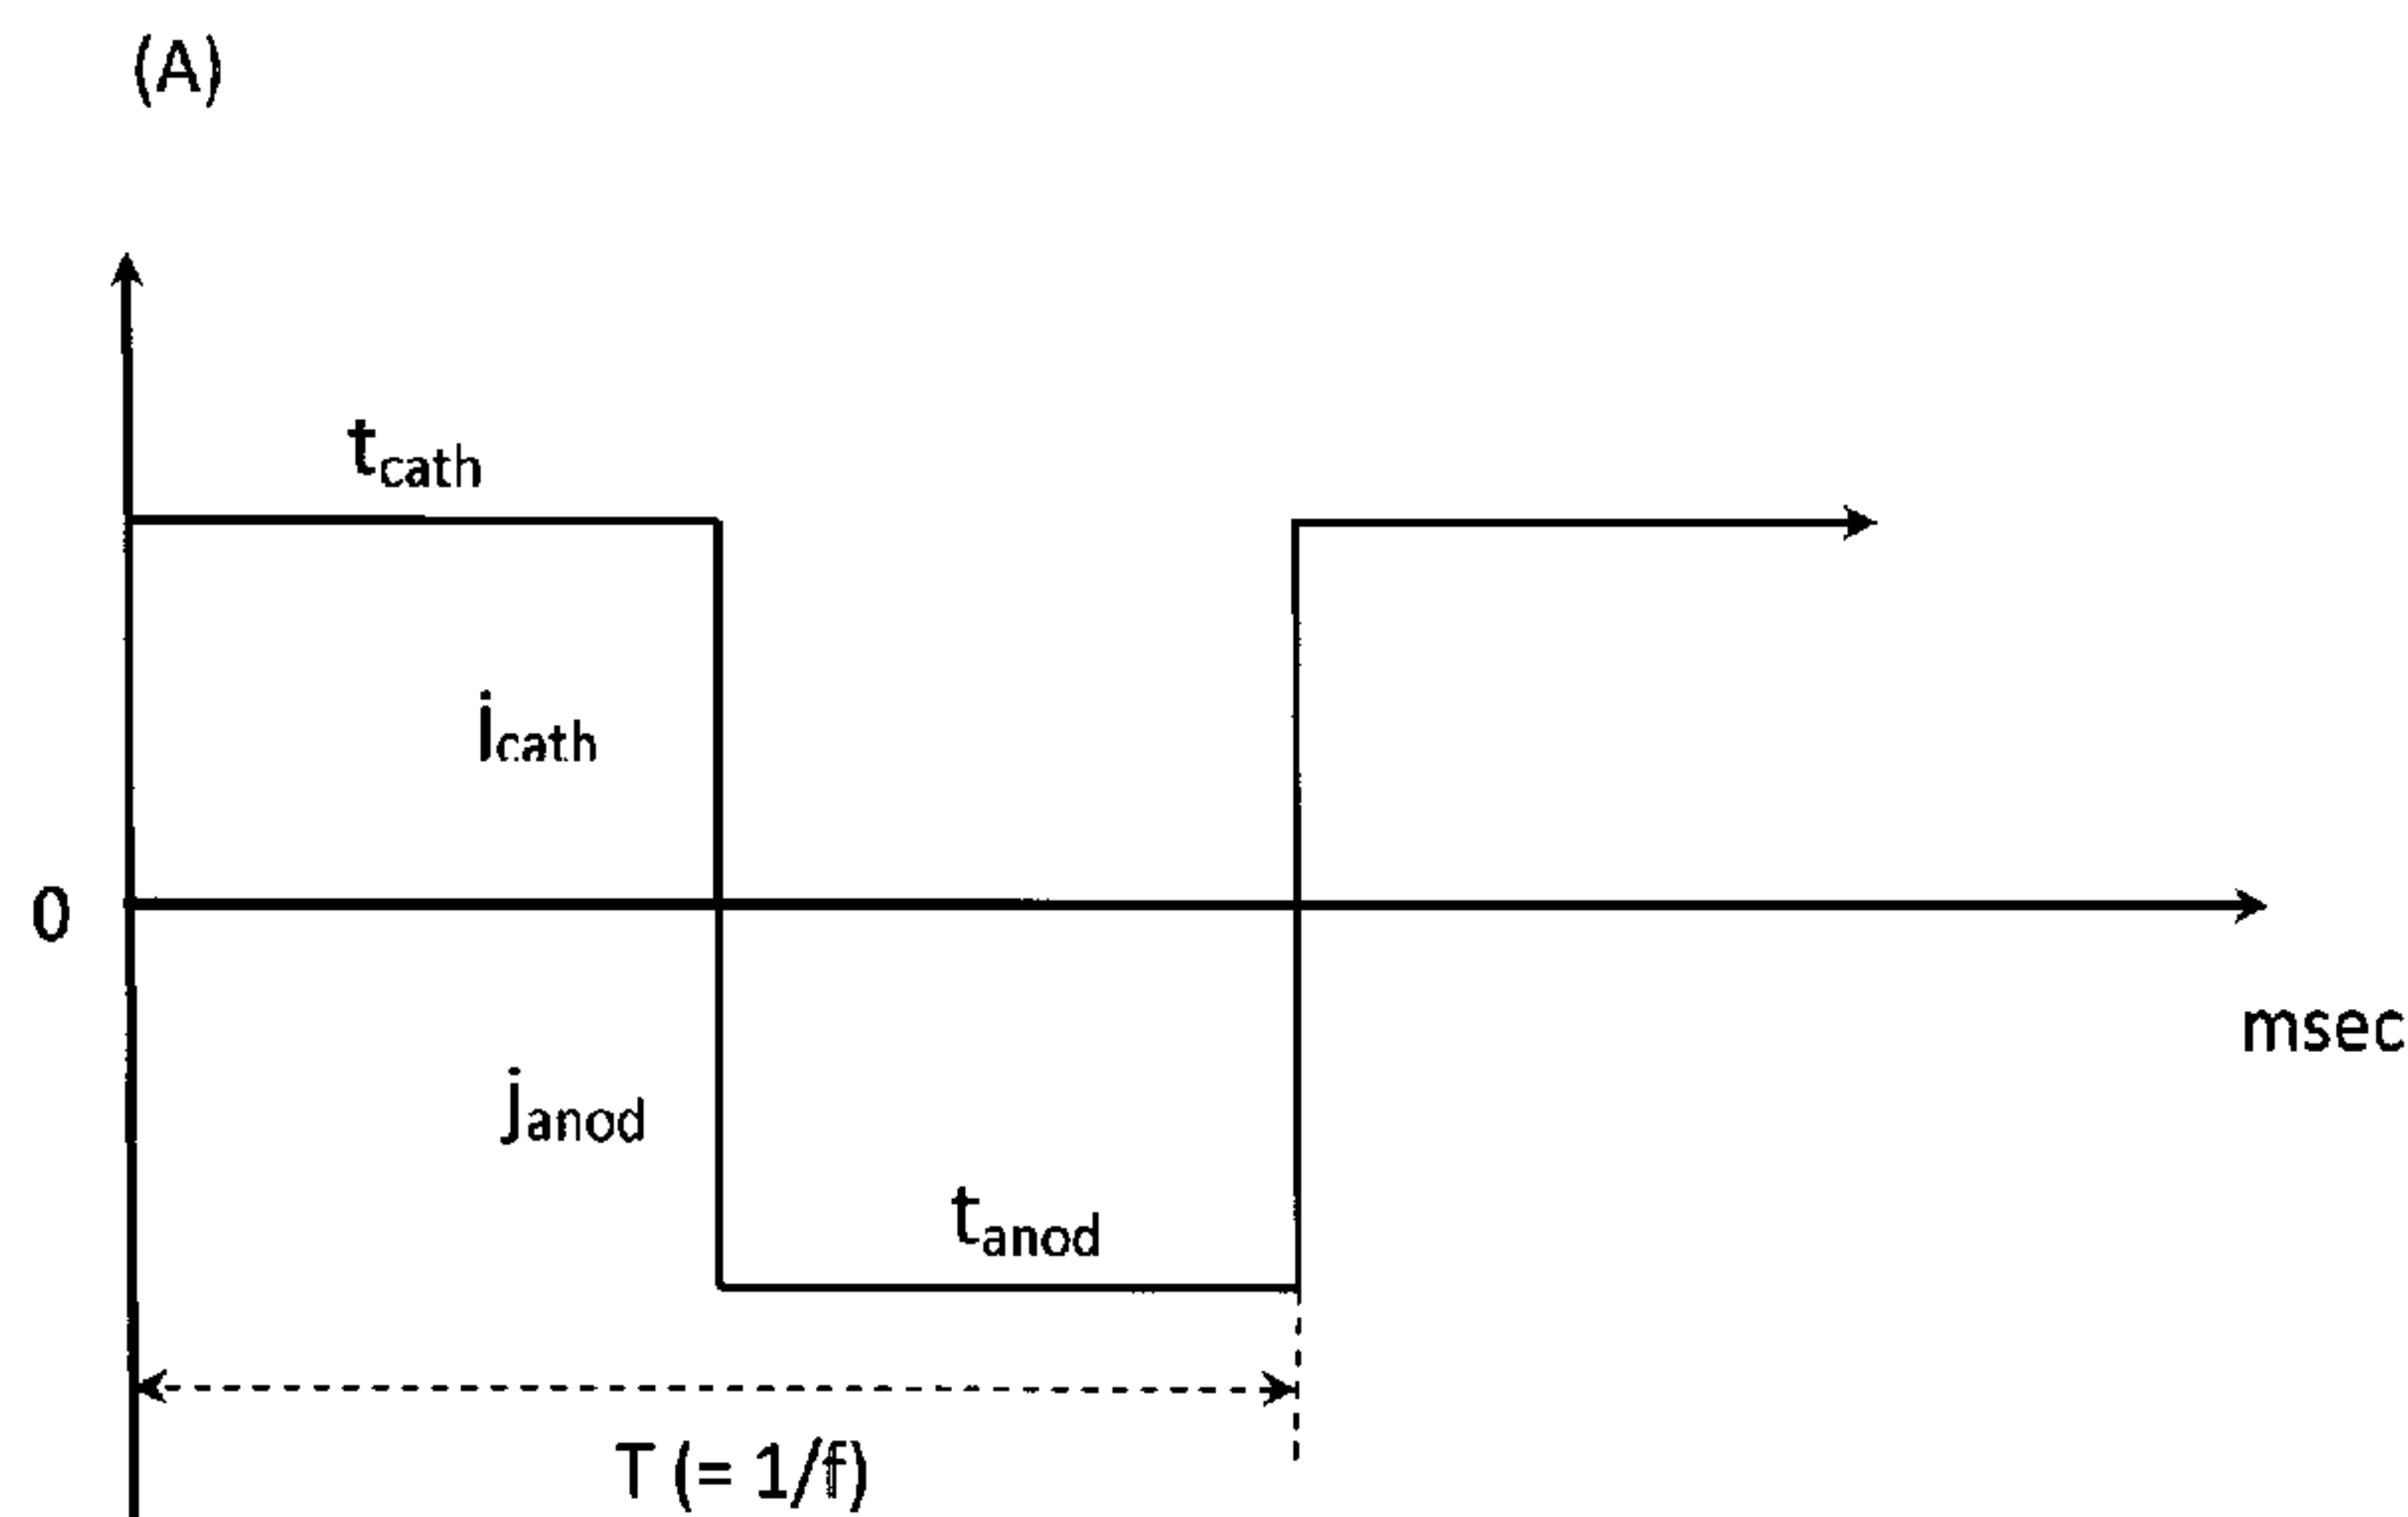 (A)
tcath
icath
0
msec
janod
tanod
T (= 1/f)